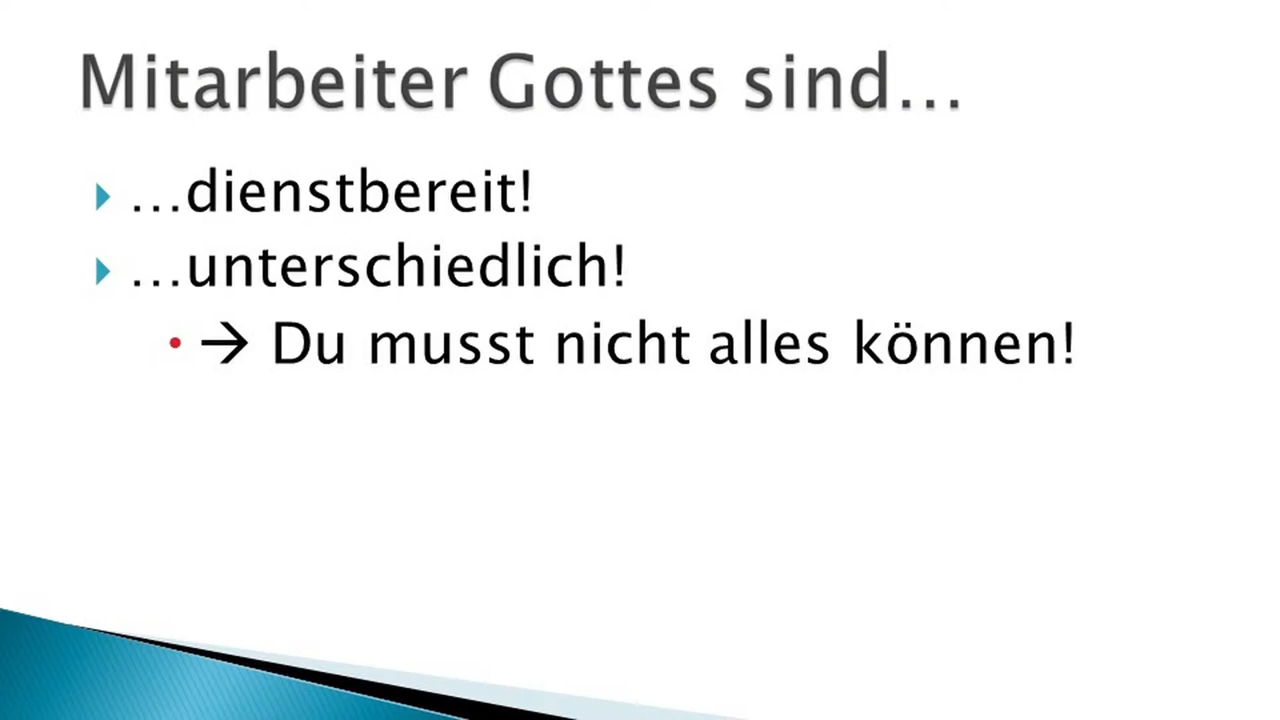 Mitarbeiter Gottes sind…
…dienstbereit!
…unterschiedlich!
→ Du musst nicht alles können!